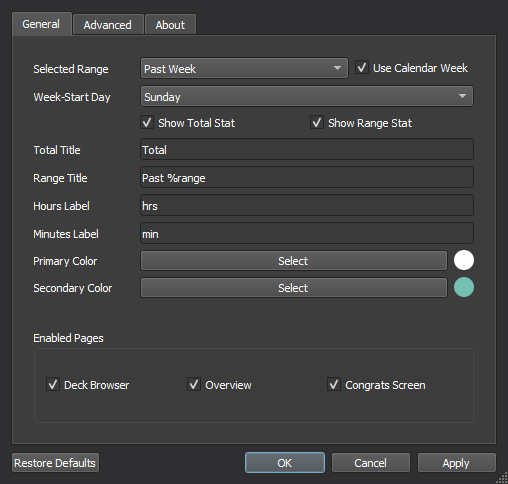 General Advanced About
Selected Range Past Week Use Calendar Week
Week-Start Day Sunday
Show Total Stat Show Range Stat
Total Title Total
Range Title Past %range
Hours Label hrs
Minutes Label min
Primary Color Select
Secondary Color Select
Enabled Pages
Deck Browser Overview Congrats Screen
Restore Defaults OK Cancel Apply